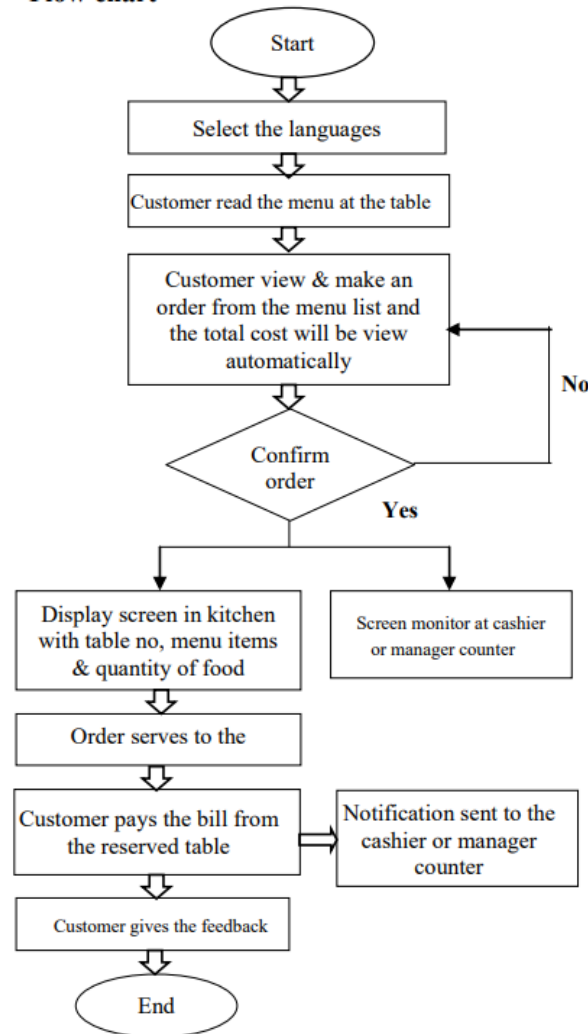 Flow chart
Start
Select the languages
Customer read the menu at the table
Customer view & make an
order from the menu list and
the total cost will be view
automatically
No
Confirm
order
Yes
Display screen in kitchen
with table no, menu items
& quantity of food
Screen monitor at cashier
or manager counter
Order serves to the
Customer pays the bill from
the reserved table
Notification sent to the
cashier or manager
counter
Customer gives the feedback
End